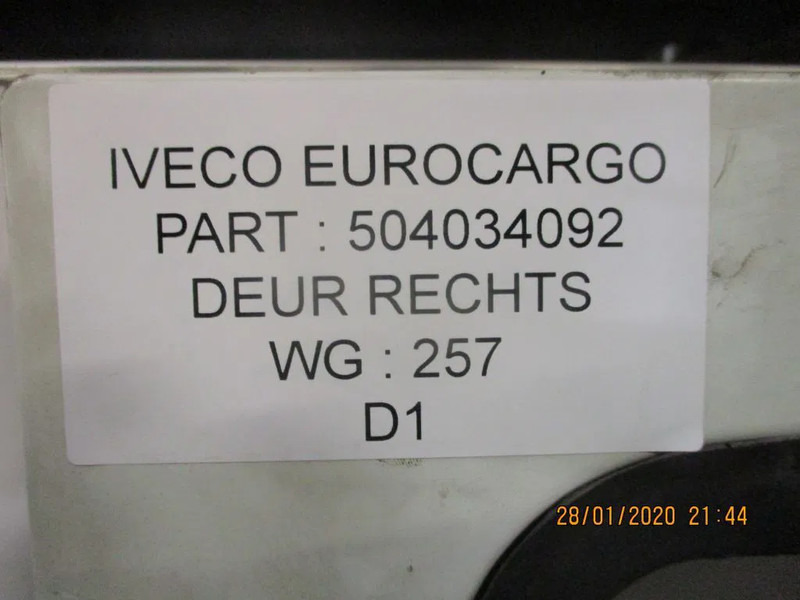 IVECO EUROCARGO
PART : 504034092
DEUR RECHTS
WG : 257
D1
28/01/2020 21:44